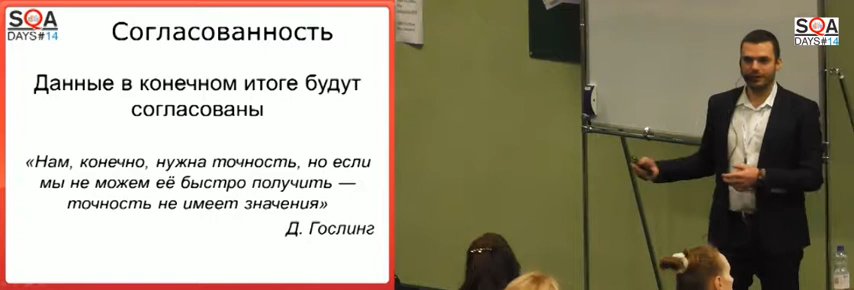 SQA
DAYS#14
Согласованность
Данные в конечном итоге будут
согласованы
«Нам, конечно, нужна точность, но если
мы не можем её быстро получить —
точность не имеет значения»
Д. Гослинг
SQA
DAYS#14